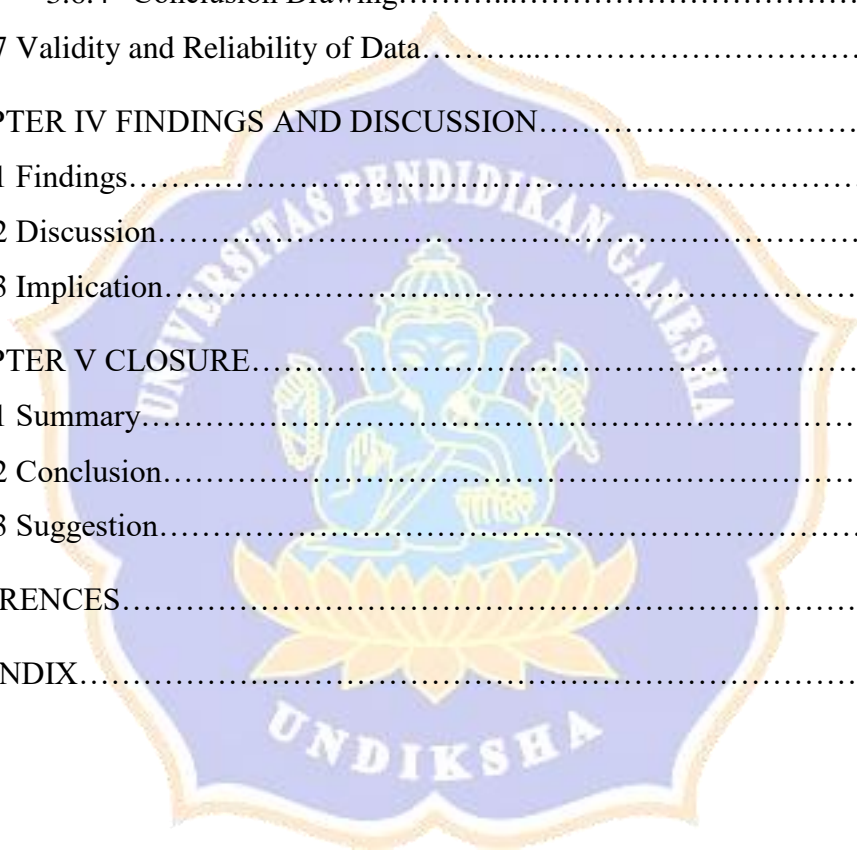 3.6.4 Conclusion Drawing………...…………………………………
7 Validity and Reliability of Data………...…………………………………
PTER IV FINDINGS AND DISCUSSION…………………………………
1 Findings………………………………………………………………………
2 Discussion……………………………………………………………………
3 Implication……………………………………………………………………
PTER V CLOSURE……………………………………………………………
1 Summary………………………………………………………………………
2 Conclusion……………………………………………………………………
3 Suggestion……………………………………………………………………
RENCES…………………………………………………………………………
NDIX………………………………………………………………………………
UNIVERSITAS PENDIDIKAN GANESHA
UNDIKSHA